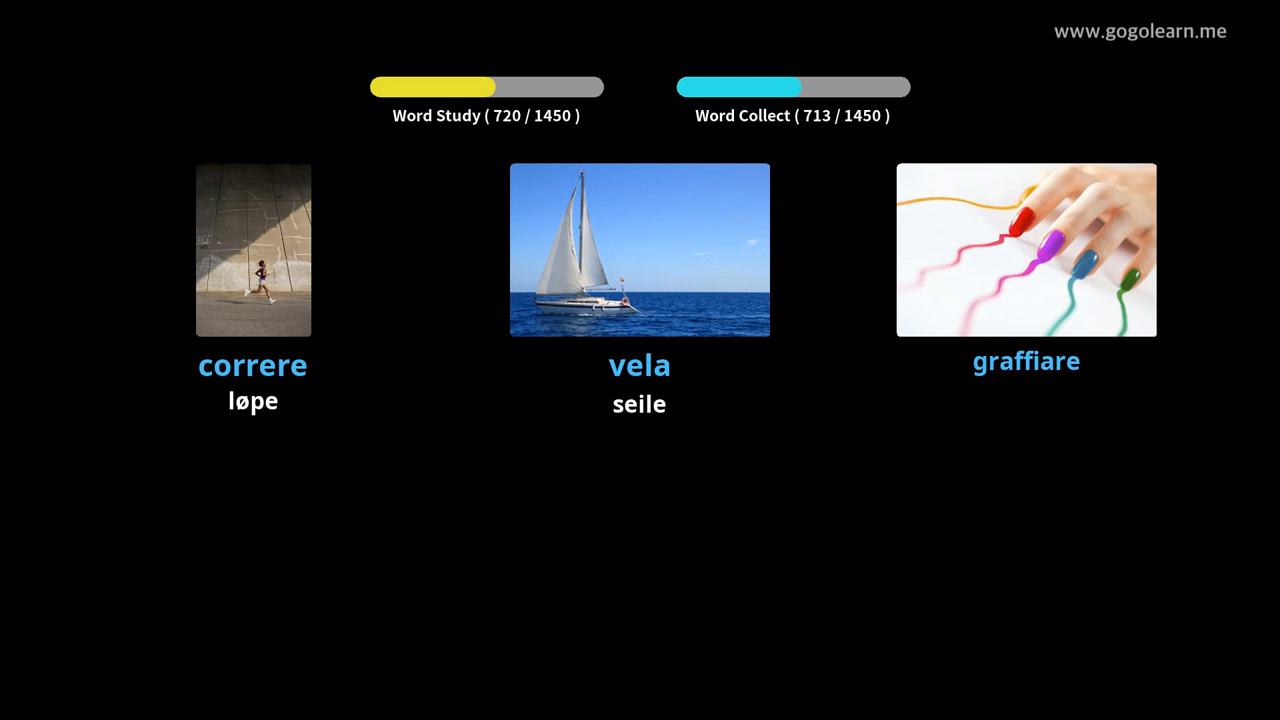 www.gogolearn.me
Word Study ( 720 / 1450 )
Word Collect ( 713 / 1450 )
correre
løpe
vela
seile
graffiare